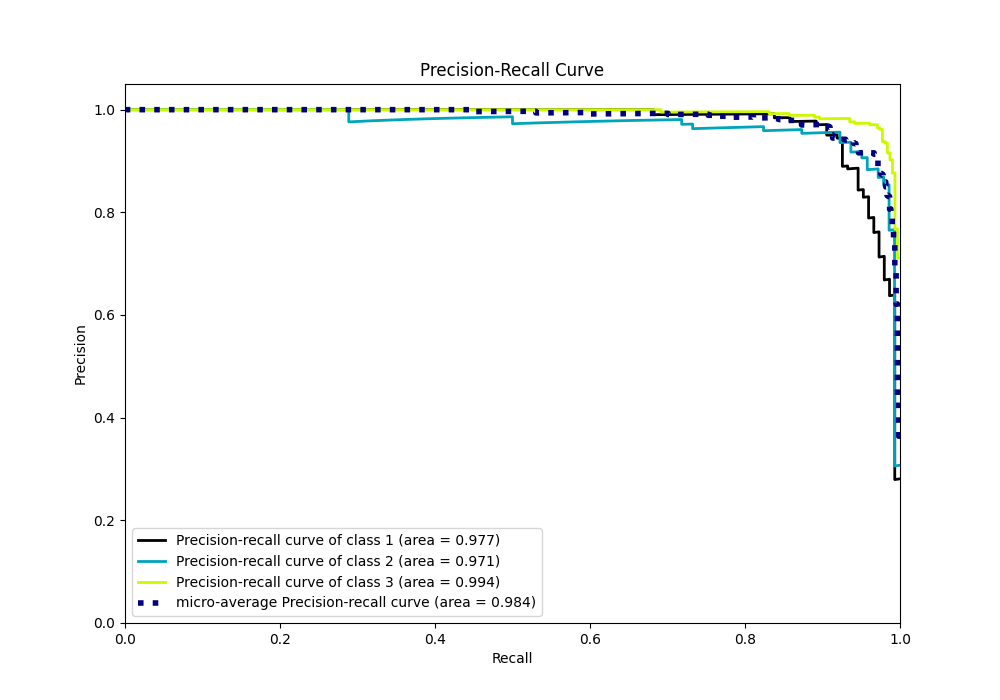 Precision-Recall Curve
1.0
0.8
0.6
0.4
0.2
0.0
Precision
Precision-recall curve of class 1 (area = 0.977)
Precision-recall curve of class 2 (area = 0.971)
Precision-recall curve of class 3 (area = 0.994)
micro-average Precision-recall curve (area = 0.984)
0.0 0.2 0.4 0.6 0.8 1.0
Recall